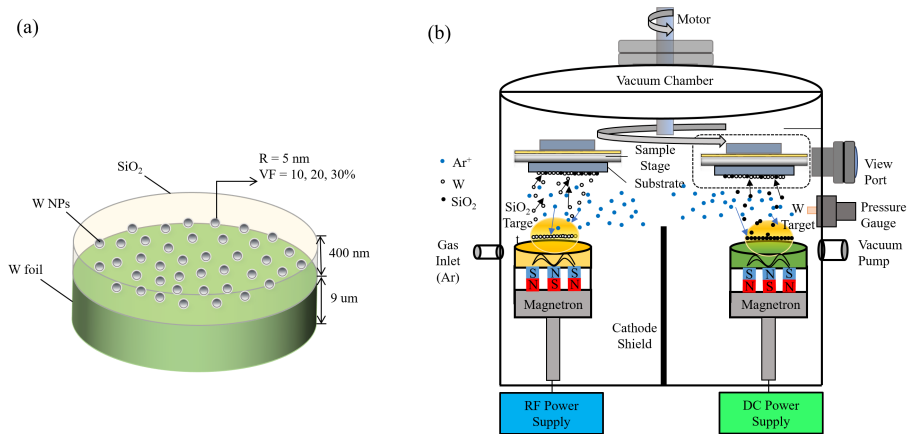 (a)
SiO2
R = 5 nm
VF = 10, 20, 30%
W NPs
400 nm
W foil
9 um
(b)
Motor
Vacuum Chamber
Sample
Stage
Substrate
Ar+
W
SiO2
SiO2
Targe
t
View
Port
W
Target
Pressure
Gauge
Gas
Inlet
(Ar)
Vacuum
Pump
S S S
N N N
Magnetron
S S S
N N N
Magnetron
Cathode
Shield
RF Power
Supply
DC Power
Supply